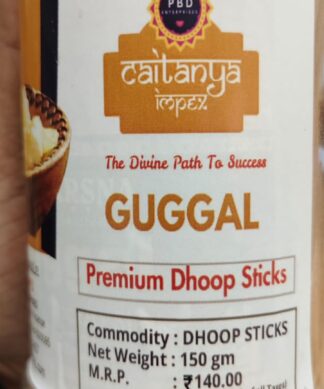 PBD
ENTERPRISES
caitanya
impex
The Divine Path To Success
GUGGAL
Premium Dhoop Sticks
Commodity : DHOOP STICKS
Net Weight : 150 gm
M.R.P. : ₹140.00